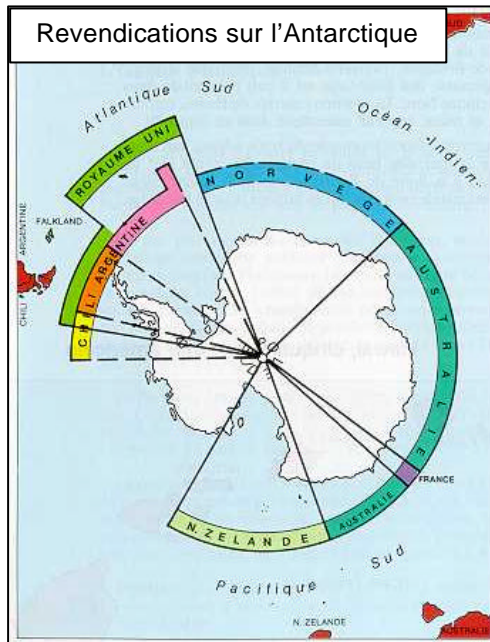 Revendications sur l'Antarctique
Atlantique Sud
Océan Indien
ROYAUME UNI
NORVEGE
FALKLAND
ARGENTINE
CHILI
CHILI ARGENTINE
AUSTRALIE
FRANCE
AUSTRALIE
N. ZELANDE
Pacifique Sud
N. ZELANDE
AUSTRALIE